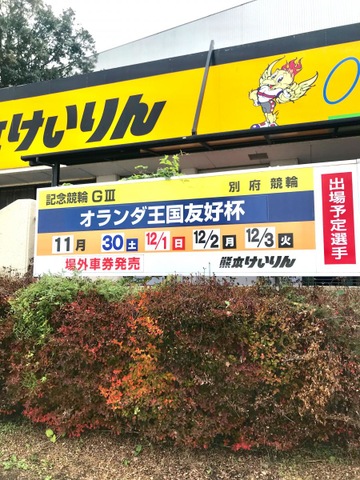 本けいりん
記念競輪 GⅢ 別府競輪
オランダ王国友好杯
11月 30土 12/1日 12/2月 12/3火
場外車券発売 熊本けいりん
出場予定選手